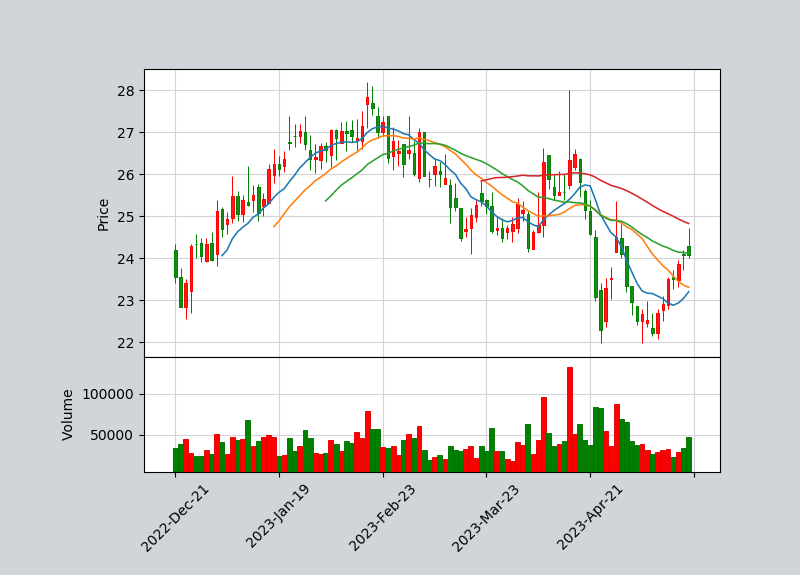 28
27
26
25
24
23
22
Price
100000
50000
Volume
2022-Dec-21
2023-Jan-19
2023-Feb-23
2023-Mar-23
2023-Apr-21